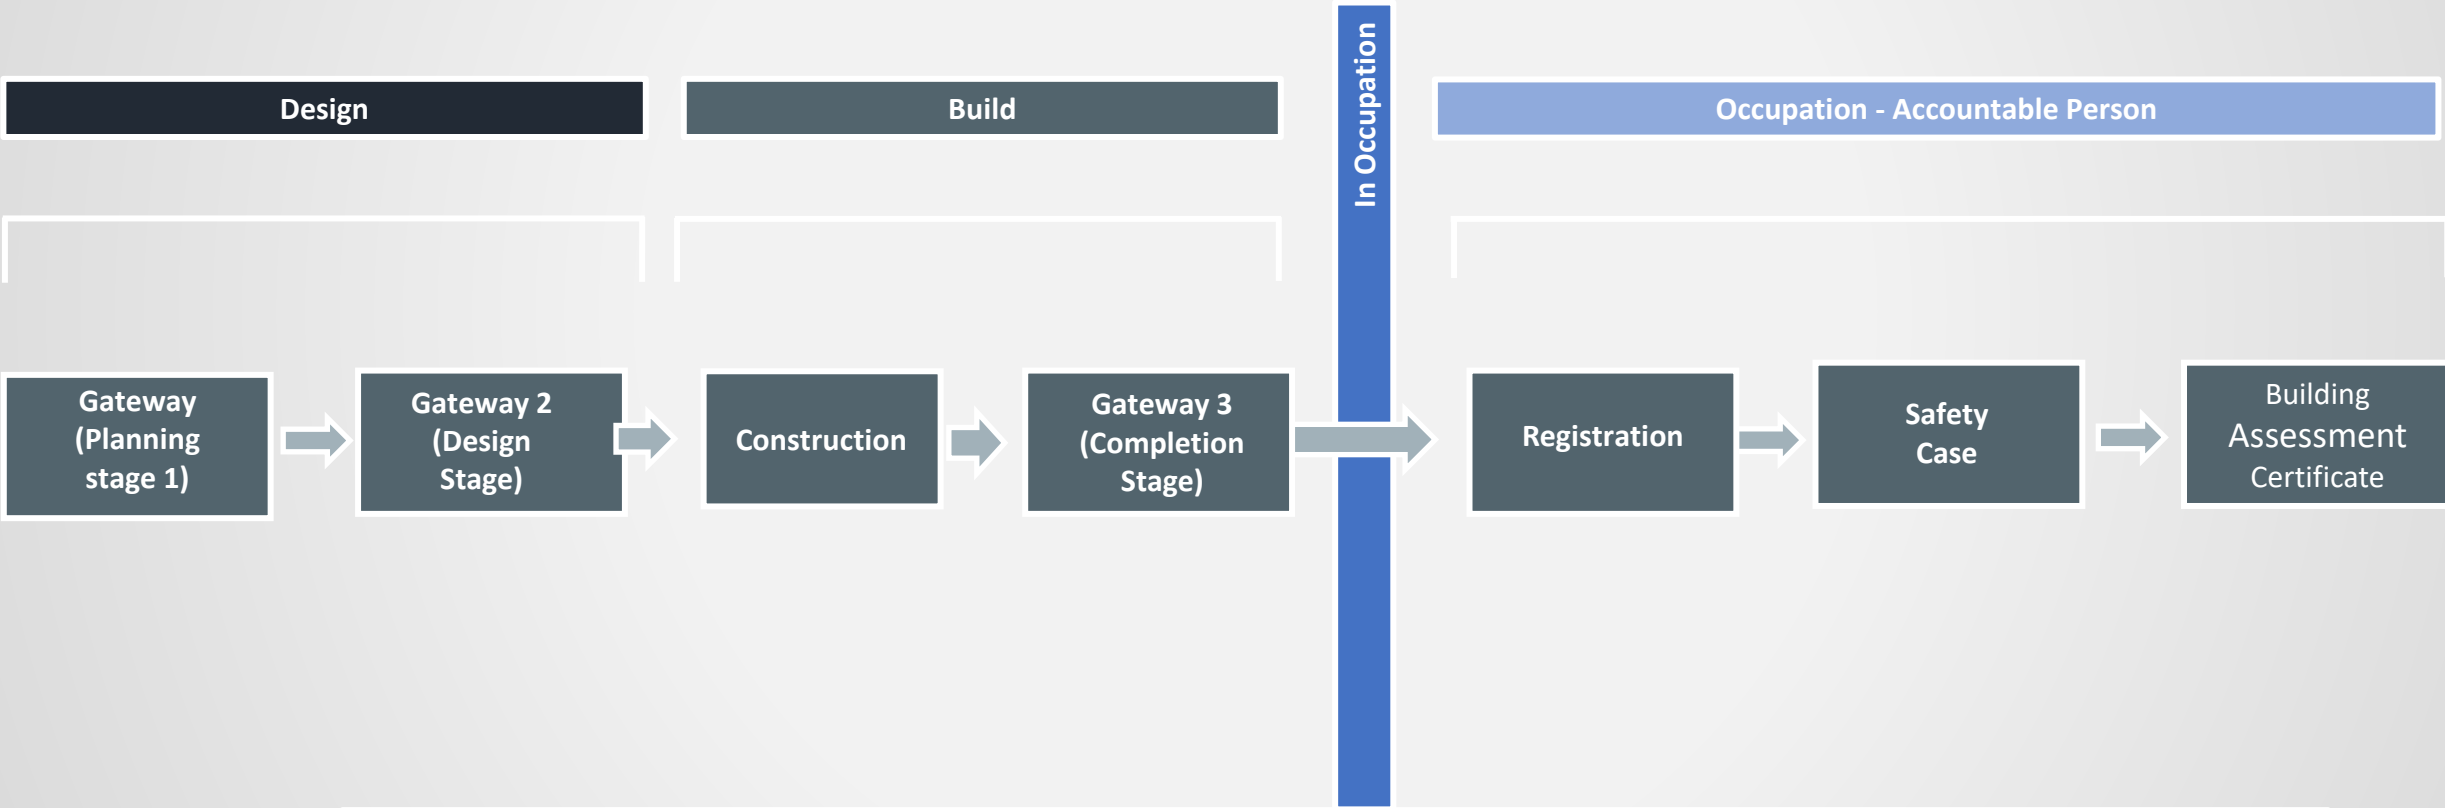 Design
Build
In Occupation
Occupation - Accountable Person
Gateway
(Planning
stage 1)
Gateway 2
(Design
Stage)
Construction
Gateway 3
(Completion
Stage)
Registration
Safety
Case
Building
Assessment
Certificate